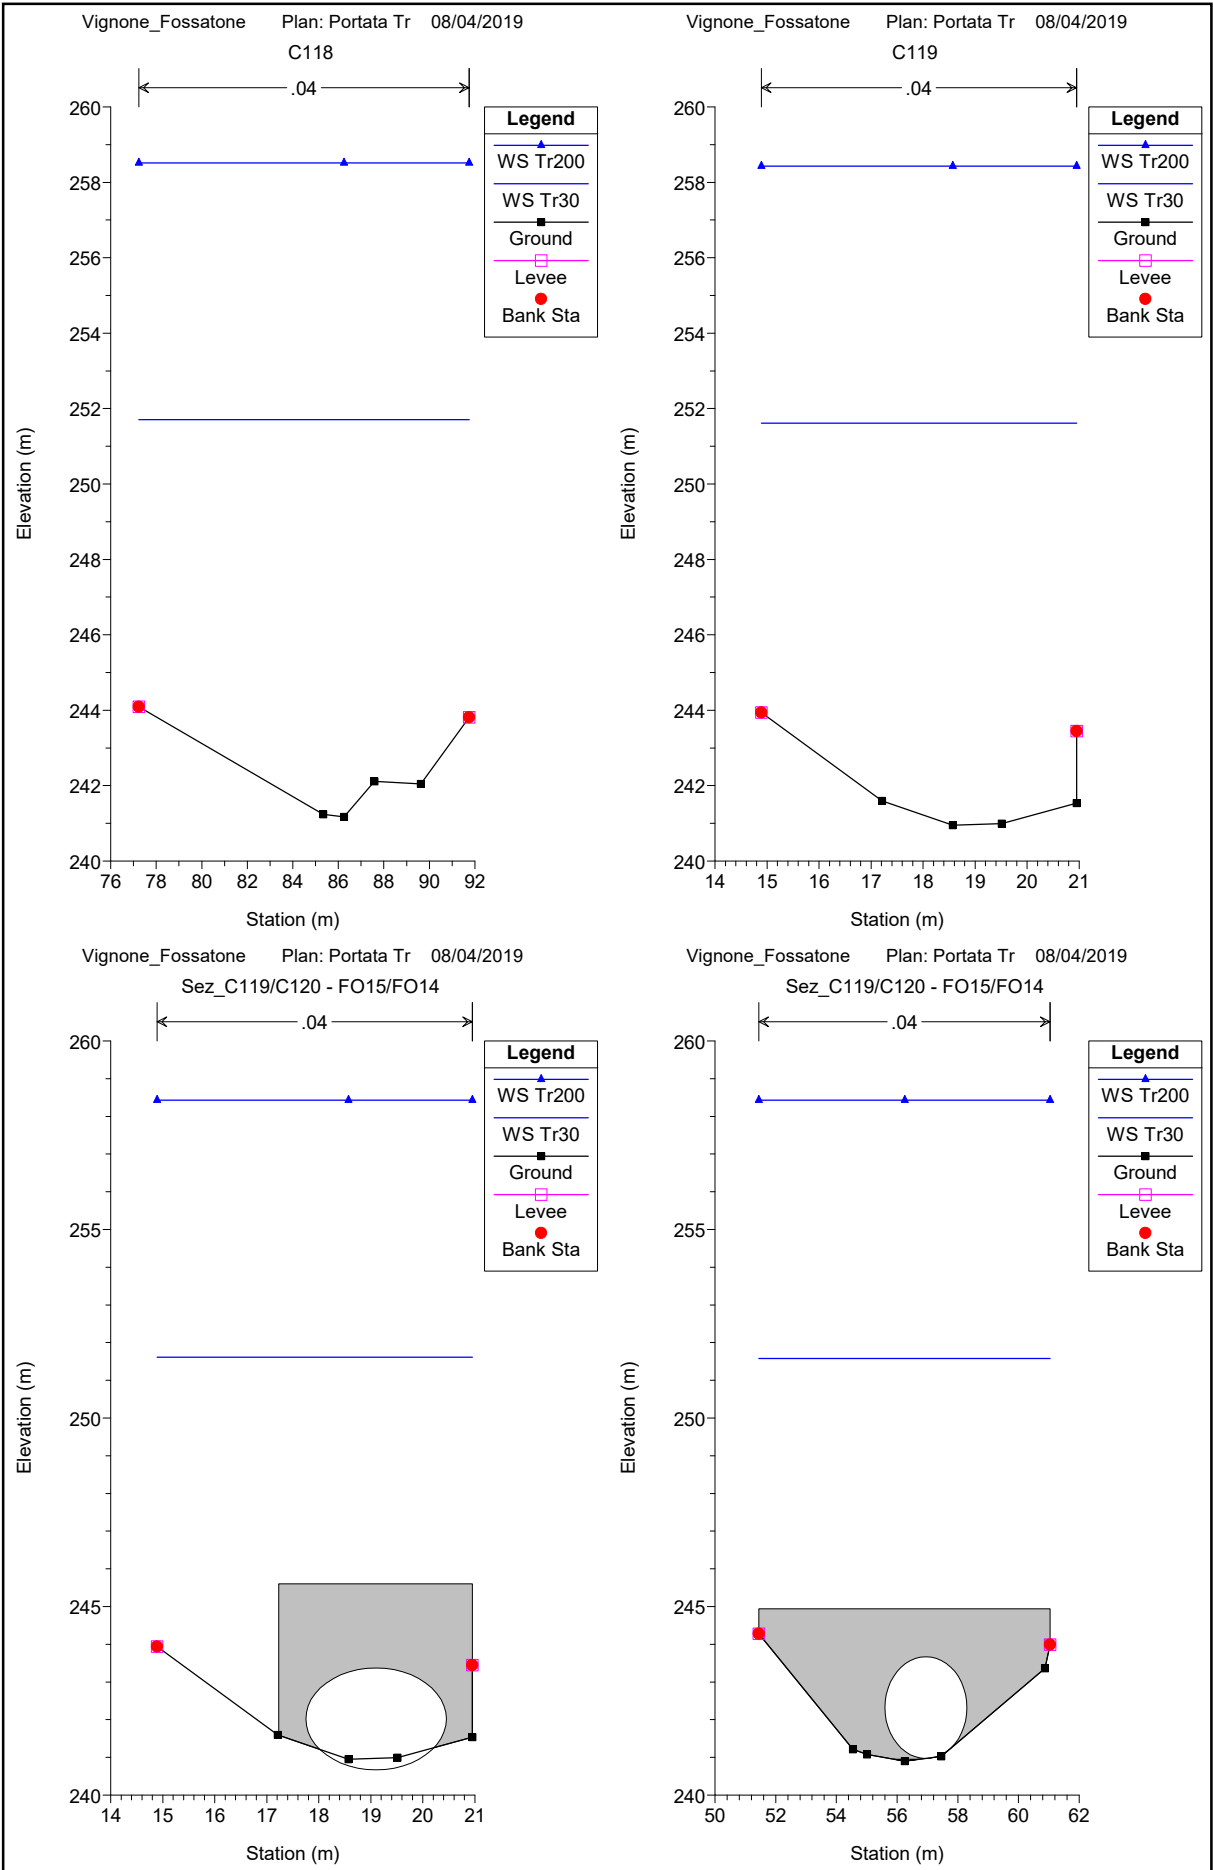 Vignone_Fossatone Plan: Portata Tr 08/04/2019
C118
.04
260
258
256
254
252
250
248
246
244
242
240
Elevation (m)
76 78 80 82 84 86 88 90 92
Station (m)
Legend
WS Tr200
WS Tr30
Ground
Levee
Bank Sta
Vignone_Fossatone Plan: Portata Tr 08/04/2019
C119
.04
260
258
256
254
252
250
248
246
244
242
240
Elevation (m)
14 15 16 17 18 19 20 21
Station (m)
Legend
WS Tr200
WS Tr30
Ground
Levee
Bank Sta
Vignone_Fossatone Plan: Portata Tr 08/04/2019
Sez_C119/C120 - FO15/FO14
.04
260
255
250
245
240
Elevation (m)
14 15 16 17 18 19 20 21
Station (m)
Legend
WS Tr200
WS Tr30
Ground
Levee
Bank Sta
Vignone_Fossatone Plan: Portata Tr 08/04/2019
Sez_C119/C120 - FO15/FO14
.04
260
255
250
245
240
Elevation (m)
50 52 54 56 58 60 62
Station (m)
Legend
WS Tr200
WS Tr30
Ground
Levee
Bank Sta